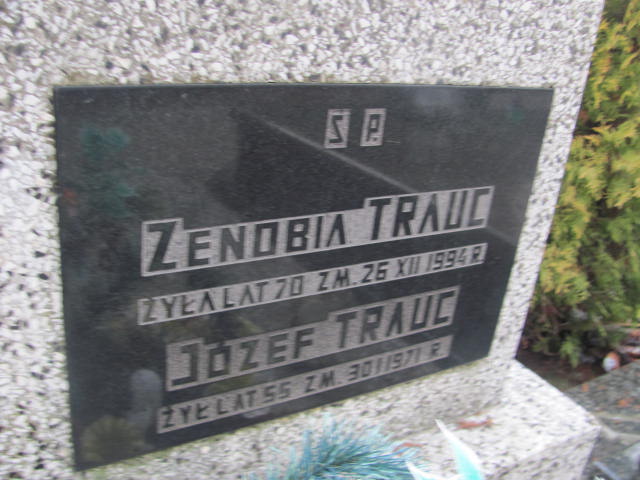 Ś P.
ZENOBIA TRAUC
ŻYŁA LAT 70 ZM. 26 XII 1994 R.
JÓZEF TRAUC
ŻYŁ LAT 55 ZM. 30 I 1971 R.